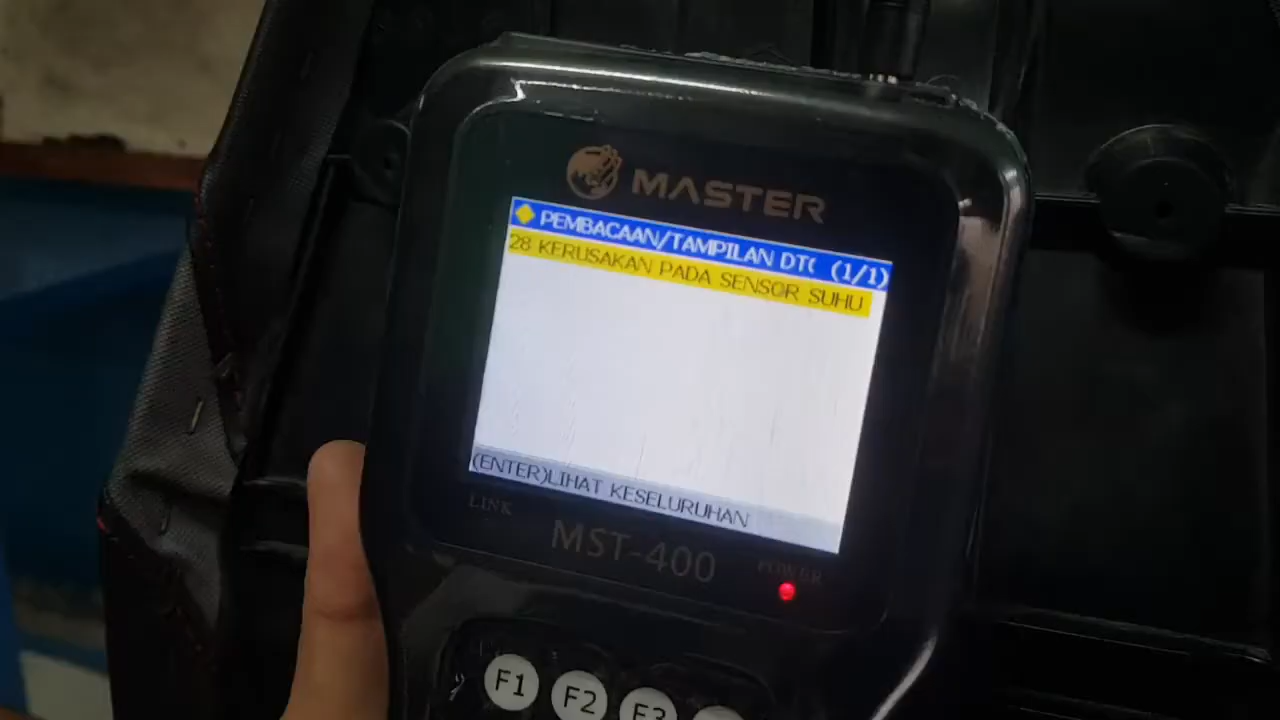 MASTER
PEMBACAAN/TAMPILAN DT( (1/1)
28 KERUSAKAN PADA SENSOR SUHU
(ENTER)LIHAT KESELURUHAN
LINK
MST-400
POWER
F1
F2
F3